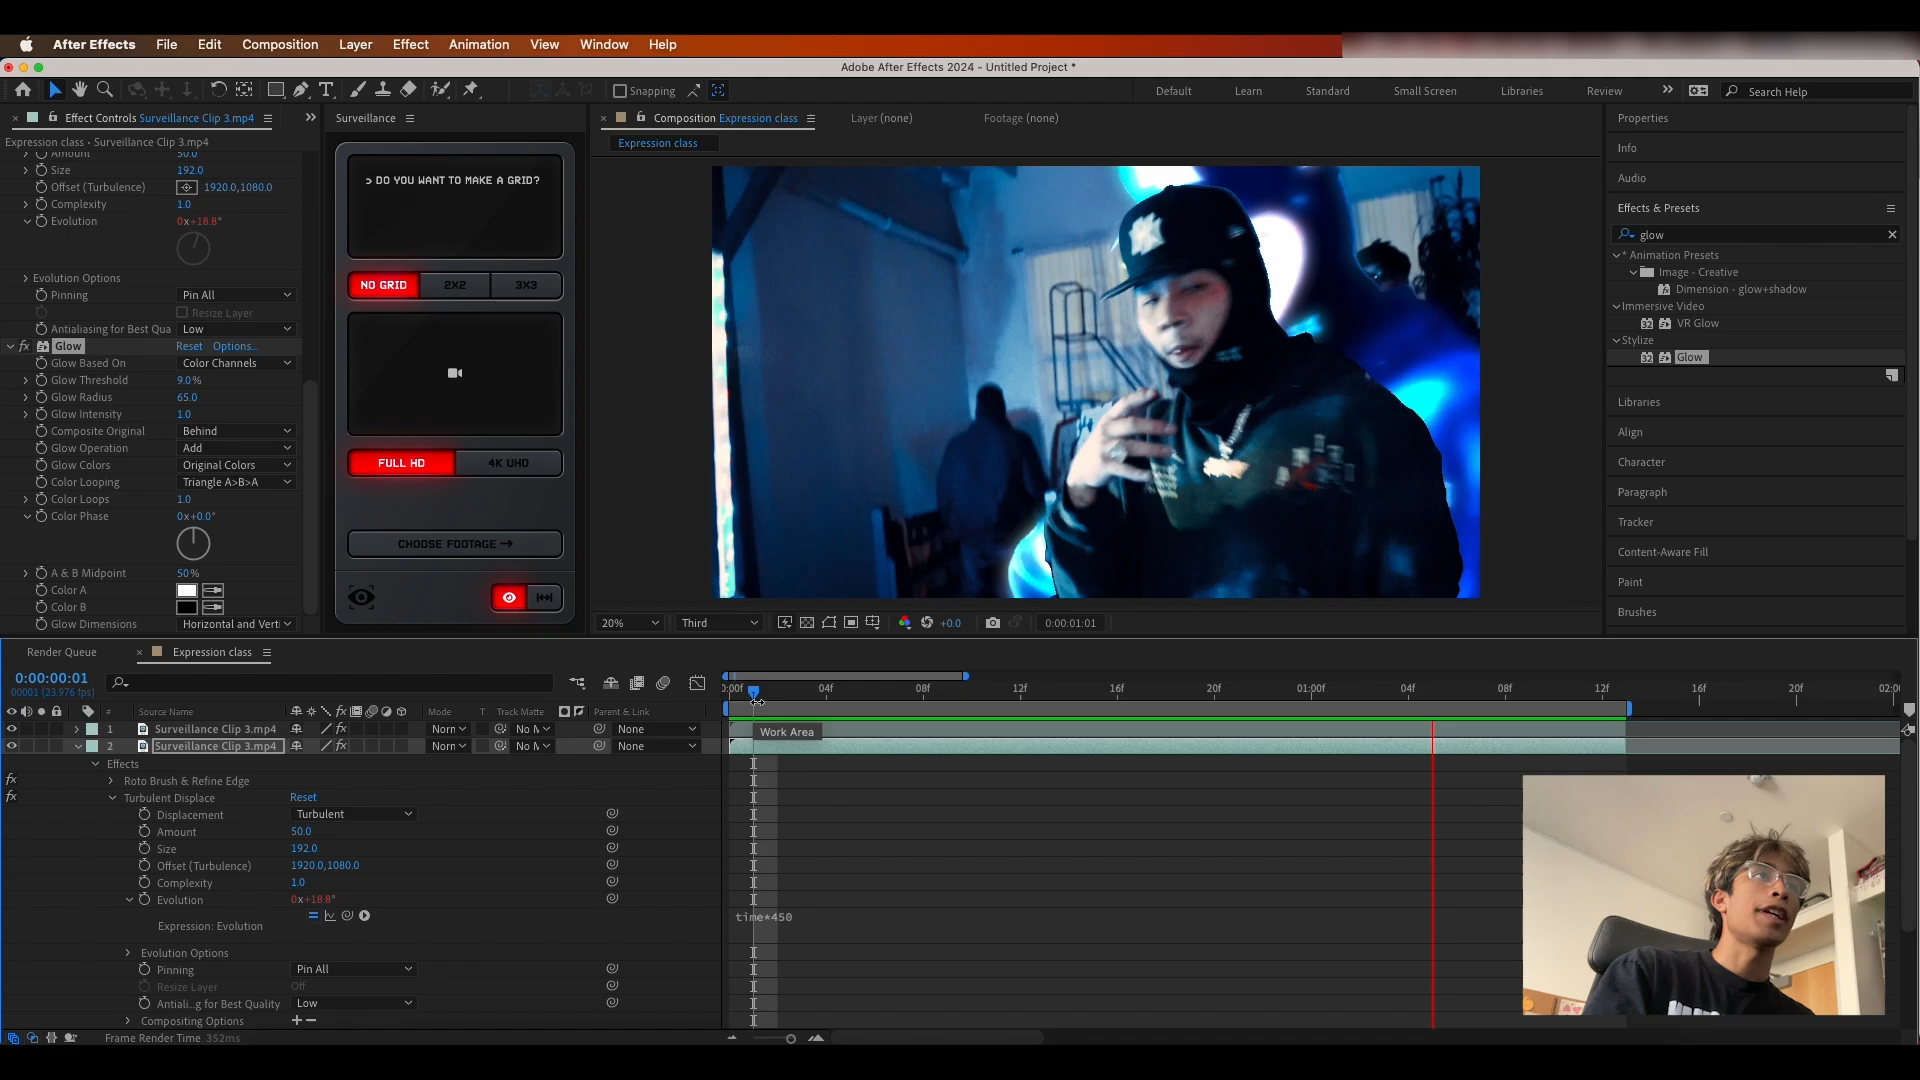 After Effects File Edit Composition Layer Effect Animation View Window Help
Adobe After Effects 2024 - Untitled Project *
Snapping
Default Learn Standard Small Screen Libraries Review
Search Help
Effect Controls Surveillance Clip 3.mp4
Expression class • Surveillance Clip 3.mp4
Amount 50.0
Size 192.0
Offset (Turbulence) 1920.0,1080.0
Complexity 1.0
Evolution 0x+18.8°
Evolution Options
Pinning Pin All
Resize Layer
Antialiasing for Best Qua Low
fx Glow Reset Options...
Glow Based On Color Channels
Glow Threshold 9.0%
Glow Radius 65.0
Glow Intensity 1.0
Composite Original Behind
Glow Operation Add
Glow Colors Original Colors
Color Looping Triangle A>B>A
Color Loops 1.0
Color Phase 0x+0.0°
A & B Midpoint 50%
Color A
Color B
Glow Dimensions Horizontal and Verti
Surveillance
> DO YOU WANT TO MAKE A GRID?
NO GRID 2X2 3X3
FULL HD 4K UHD
CHOOSE FOOTAGE →
Composition Expression class
Layer (none)
Footage (none)
Expression class
20% Third +0.0 0:00:01:01
Properties
Info
Audio
Effects & Presets
glow
* Animation Presets
Image - Creative
Dimension - glow+shadow
Immersive Video
VR Glow
Stylize
Glow
Libraries
Align
Character
Paragraph
Tracker
Content-Aware Fill
Paint
Brushes
Render Queue
Expression class
0:00:00:01
00001 (23.976 fps)
Source Name fx Mode T Track Matte Parent & Link
1 Surveillance Clip 3.mp4 fx Norn No M None
2 Surveillance Clip 3.mp4 fx Norn No M None
Effects
fx Roto Brush & Refine Edge
fx Turbulent Displace Reset
Displacement Turbulent
Amount 50.0
Size 192.0
Offset (Turbulence) 1920.0,1080.0
Complexity 1.0
Evolution 0x+18.8°
Expression: Evolution
Evolution Options
Pinning Pin All
Resize Layer Off
Antiali...g for Best Quality Low
Compositing Options +−
Frame Render Time 352ms
0:00f 04f 08f 12f 16f 20f 01:00f 04f 08f 12f 16f 20f 02:0
Work Area
time*450